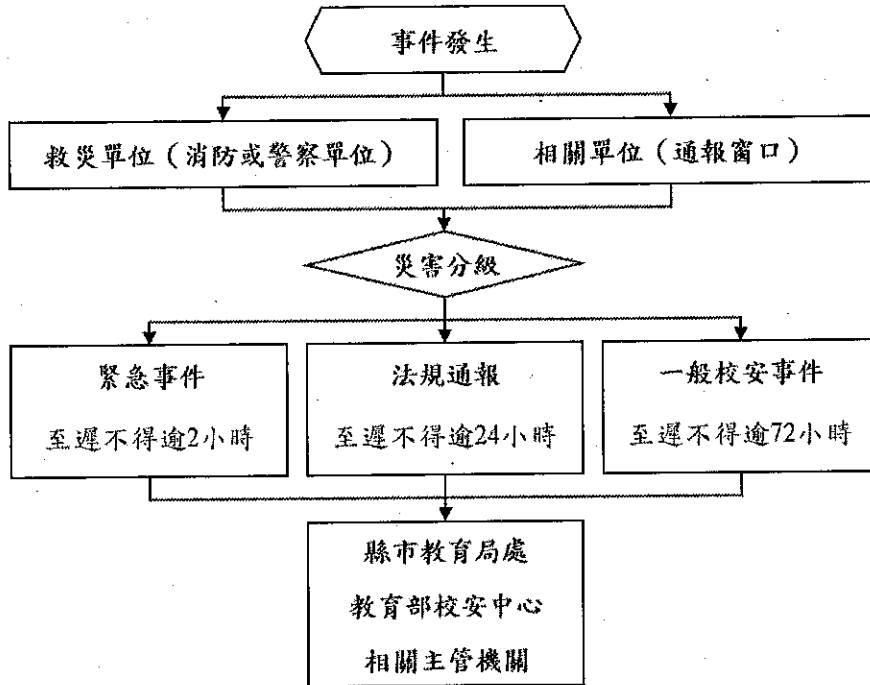 事件發生
救災單位（消防或警察單位）
相關單位（通報窗口）
災害分級
緊急事件
至遲不得逾2小時
法規通報
至遲不得逾24小時
一般校安事件
至遲不得逾72小時
縣市教育局處
教育部校安中心
相關主管機關